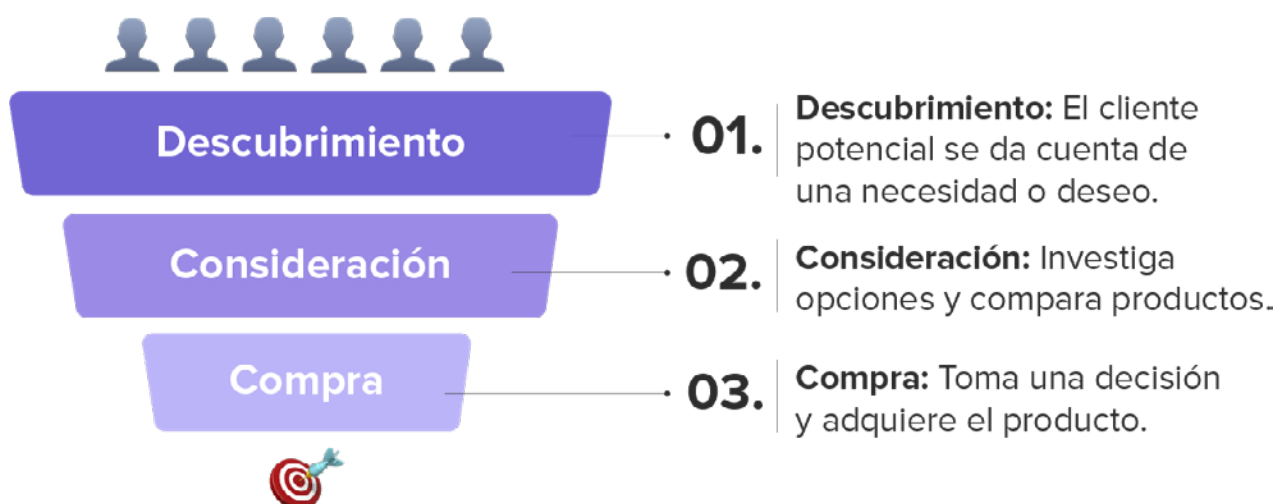 Descubrimiento
01.
Descubrimiento: El cliente
potencial se da cuenta de
una necesidad o deseo.
Consideración
02.
Consideración: Investiga
opciones y compara productos.
Compra
03.
Compra: Toma una decisión
y adquiere el producto.